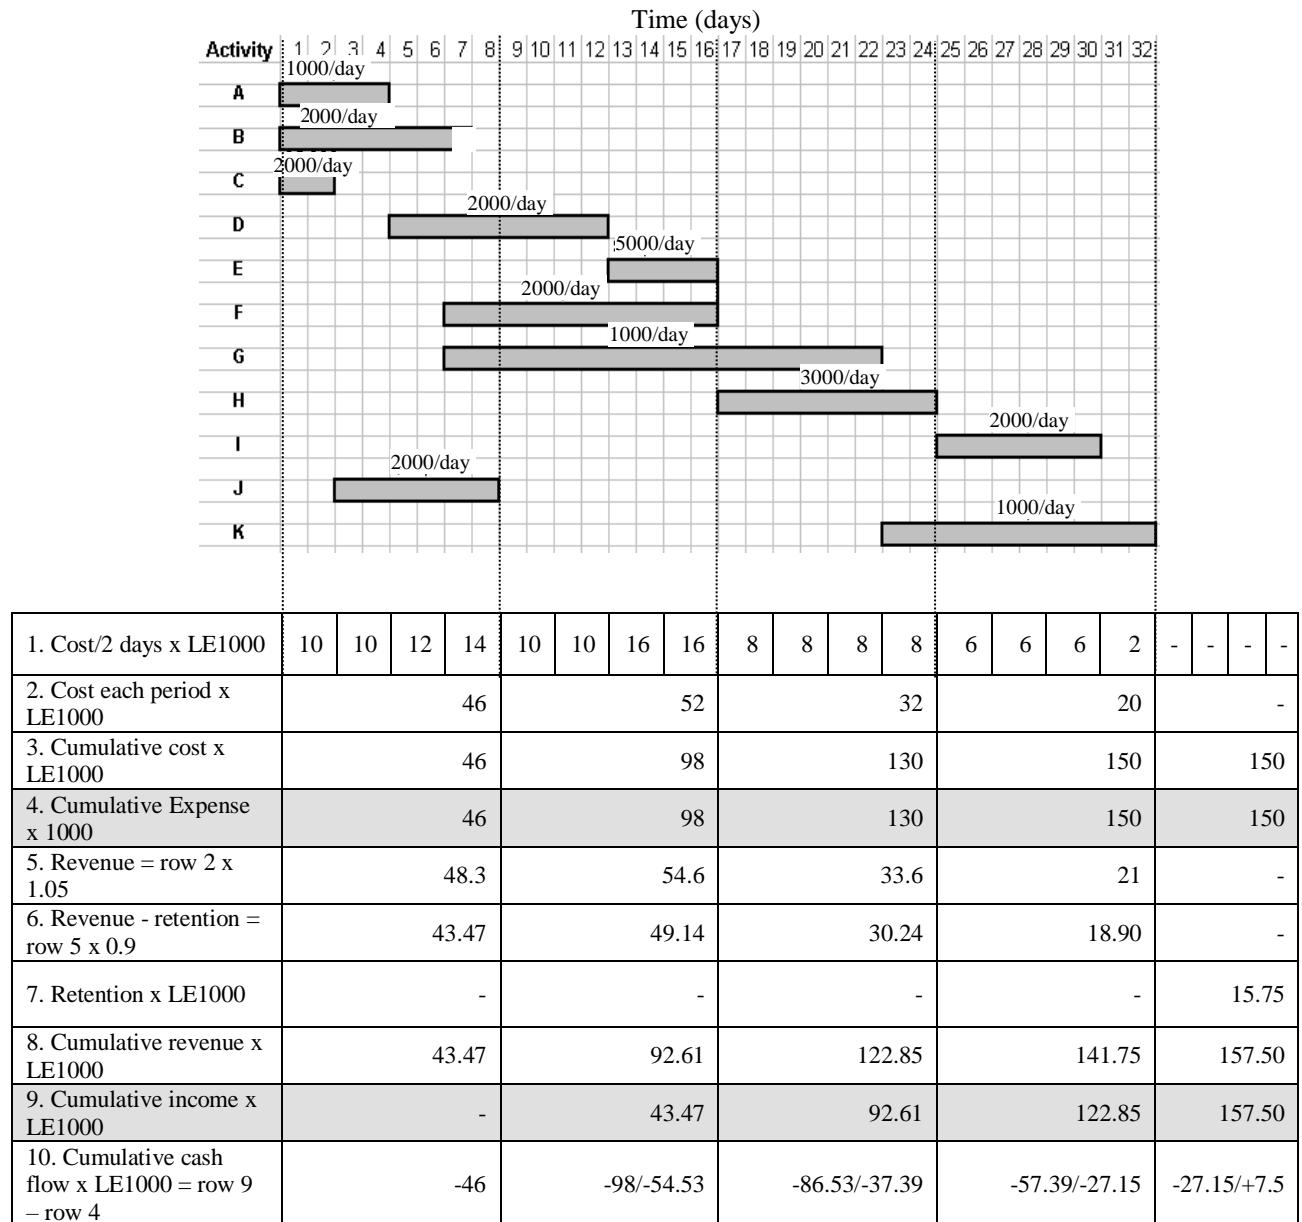 Time (days)
Activity 1 2 3 4 5 6 7 8 9 10 11 12 13 14 15 16 17 18 19 20 21 22 23 24 25 26 27 28 29 30 31 32
1000/day
A
2000/day
B
2000/day
C
2000/day
D
5000/day
E
2000/day
F
1000/day
G
3000/day
H
2000/day
I
2000/day
J
1000/day
K
1. Cost/2 days x LE1000 10 10 12 14 10 10 16 16 8 8 8 8 6 6 6 2 - - - -
2. Cost each period x
LE1000 46 52 32 20 -
3. Cumulative cost x
LE1000 46 98 130 150 150
4. Cumulative Expense
x 1000 46 98 130 150 150
5. Revenue = row 2 x
1.05 48.3 54.6 33.6 21 -
6. Revenue - retention =
row 5 x 0.9 43.47 49.14 30.24 18.90 -
7. Retention x LE1000 - - - - 15.75
8. Cumulative revenue x
LE1000 43.47 92.61 122.85 141.75 157.50
9. Cumulative income x
LE1000 - 43.47 92.61 122.85 157.50
10. Cumulative cash
flow x LE1000 = row 9 -46 -98/-54.53 -86.53/-37.39 -57.39/-27.15 -27.15/+7.5
– row 4